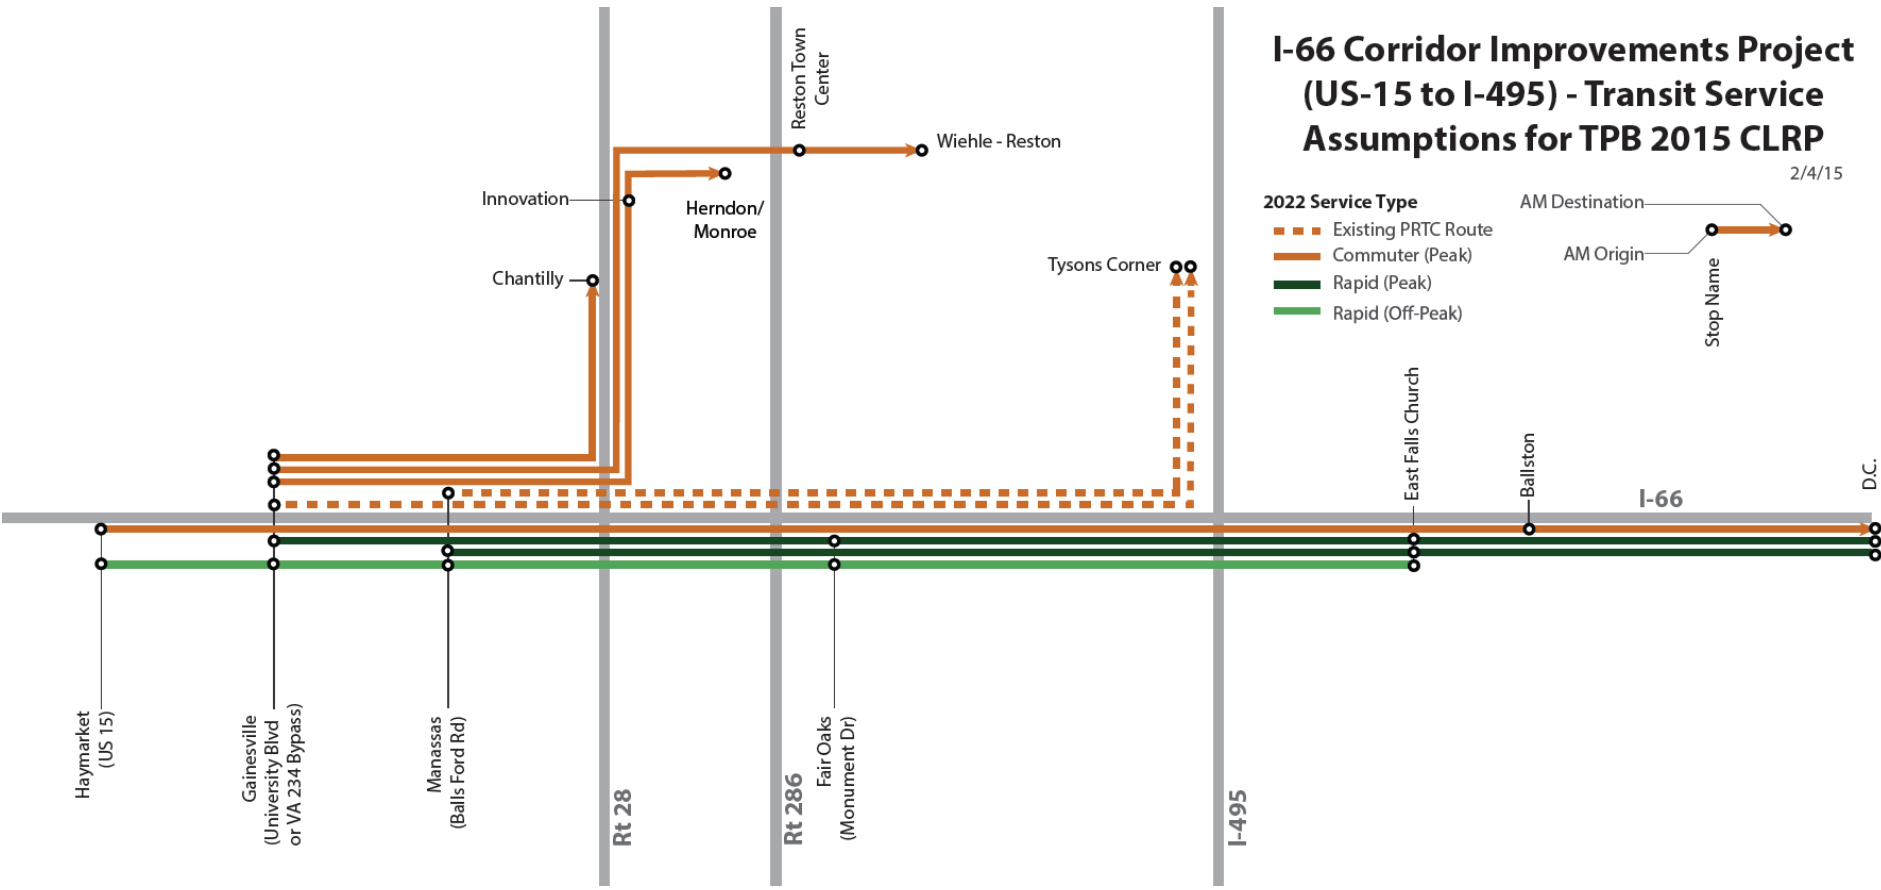 I-66 Corridor Improvements Project
(US-15 to I-495) - Transit Service
Assumptions for TPB 2015 CLRP
2/4/15
2022 Service Type
Existing PRTC Route
Commuter (Peak)
Rapid (Peak)
Rapid (Off-Peak)
AM Destination
AM Origin
Stop Name
Reston Town
Center
Wiehle - Reston
Innovation
Herndon/
Monroe
Chantilly
Tysons Corner
East Falls Church
Ballston
D.C.
I-66
Haymarket
(US 15)
Gainesville
(University Blvd
or VA 234 Bypass)
Manassas
(Balls Ford Rd)
Rt 28
Rt 286
Fair Oaks
(Monument Dr)
I-495